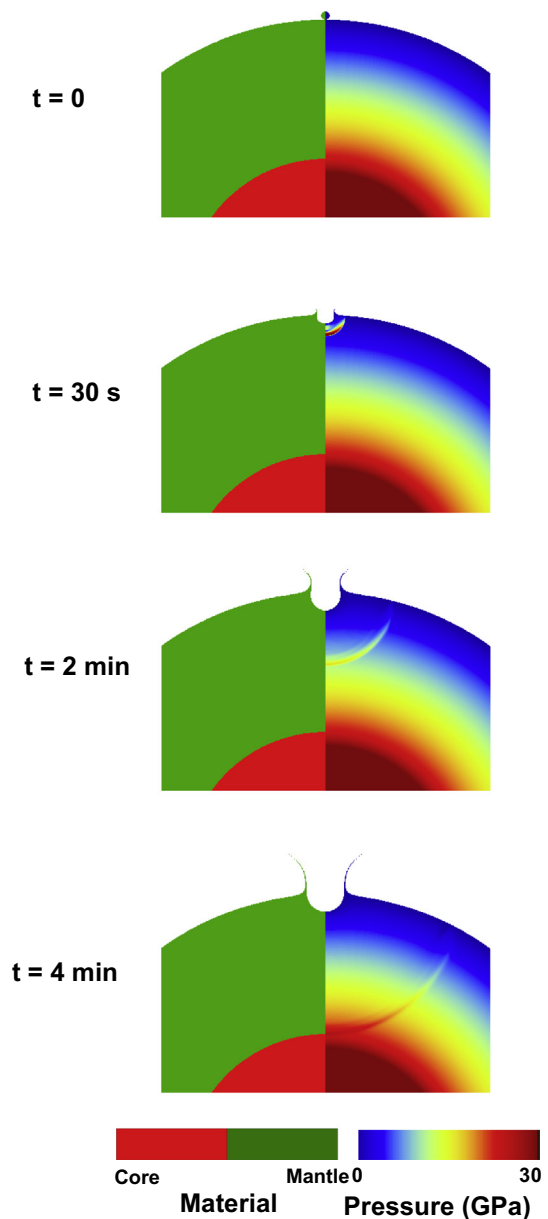 t = 0
t = 30 s
t = 2 min
t = 4 min
Core Mantle 0 30
Material Pressure (GPa)